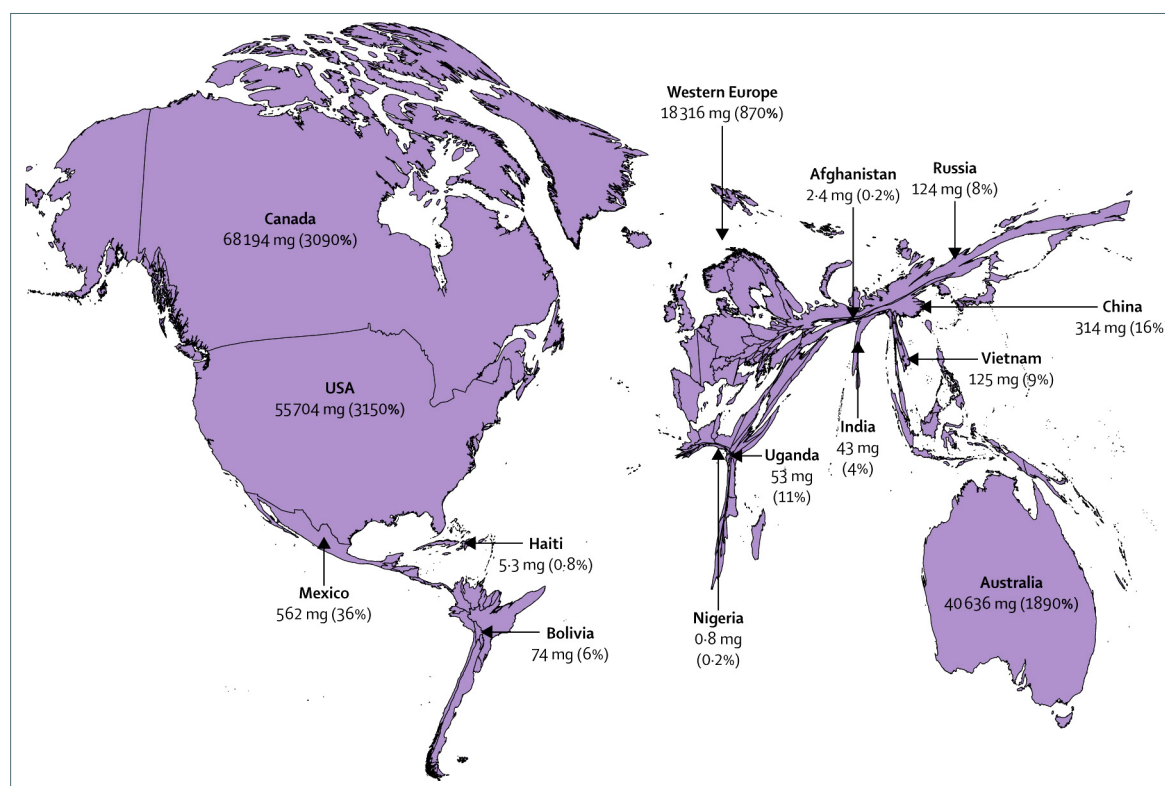 Western Europe
18 316 mg (870%)
Afghanistan
2·4 mg (0·2%)
Russia
124 mg (8%)
Canada
68 194 mg (3090%)
China
314 mg (16%
Vietnam
125 mg (9%)
USA
55 704 mg (3150%)
India
43 mg
(4%)
Uganda
53 mg
(11%)
Haiti
5·3 mg (0·8%)
Mexico
562 mg (36%)
Australia
40 636 mg (1890%)
Nigeria
0·8 mg
(0·2%)
Bolivia
74 mg (6%)